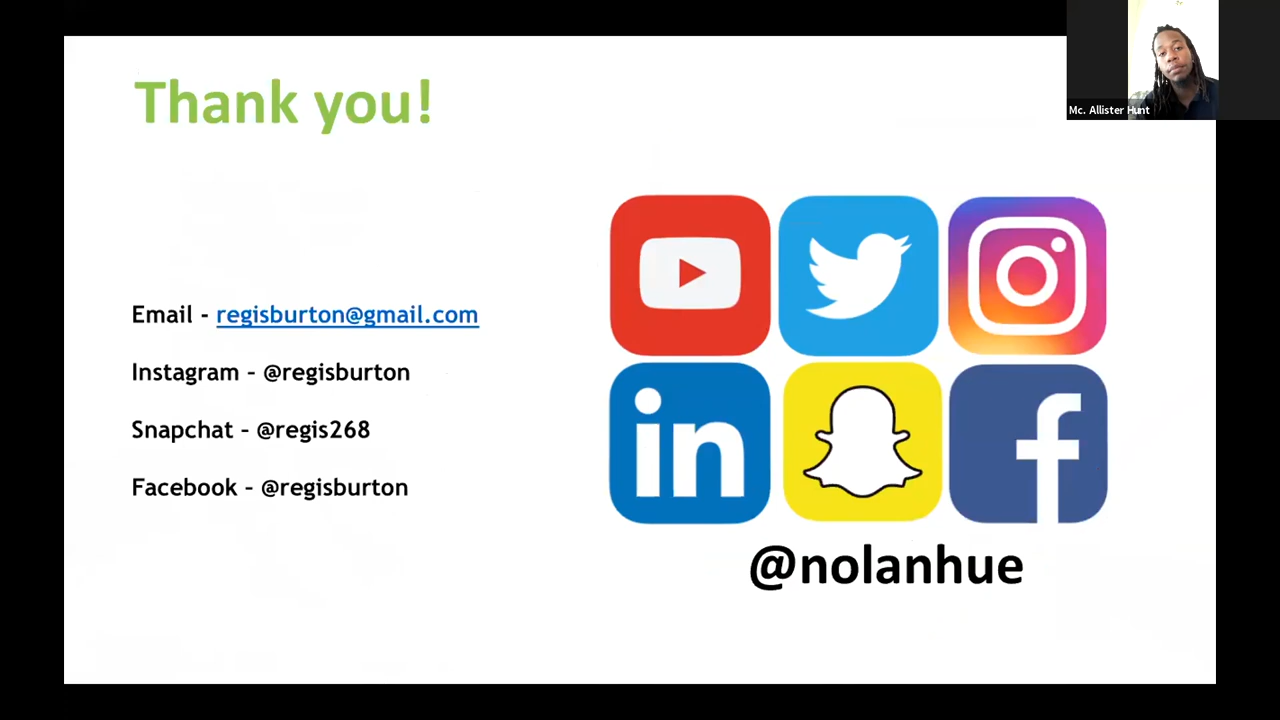 Thank you!
Mc. Allister Hunt
Email - regisburton@gmail.com
Instagram – @regisburton
Snapchat – @regis268
Facebook – @regisburton
in
f
@nolanhue